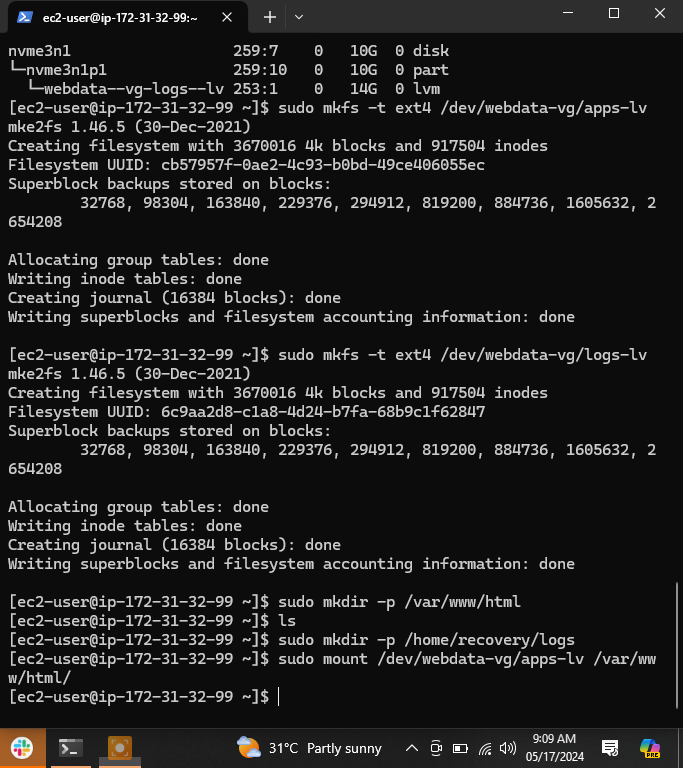 ec2-user@ip-172-31-32-99:~
nvme3n1 259:7 0 10G 0 disk
└─nvme3n1p1 259:10 0 10G 0 part
└─webdata--vg-logs--lv 253:1 0 14G 0 lvm
[ec2-user@ip-172-31-32-99 ~]$ sudo mkfs -t ext4 /dev/webdata-vg/apps-lv
mke2fs 1.46.5 (30-Dec-2021)
Creating filesystem with 3670016 4k blocks and 917504 inodes
Filesystem UUID: cb57957f-0ae2-4c93-b0bd-49ce406055ec
Superblock backups stored on blocks:
32768, 98304, 163840, 229376, 294912, 819200, 884736, 1605632, 2
654208
Allocating group tables: done
Writing inode tables: done
Creating journal (16384 blocks): done
Writing superblocks and filesystem accounting information: done
[ec2-user@ip-172-31-32-99 ~]$ sudo mkfs -t ext4 /dev/webdata-vg/logs-lv
mke2fs 1.46.5 (30-Dec-2021)
Creating filesystem with 3670016 4k blocks and 917504 inodes
Filesystem UUID: 6c9aa2d8-c1a8-4d24-b7fa-68b9c1f62847
Superblock backups stored on blocks:
32768, 98304, 163840, 229376, 294912, 819200, 884736, 1605632, 2
654208
Allocating group tables: done
Writing inode tables: done
Creating journal (16384 blocks): done
Writing superblocks and filesystem accounting information: done
[ec2-user@ip-172-31-32-99 ~]$ sudo mkdir -p /var/www/html
[ec2-user@ip-172-31-32-99 ~]$ ls
[ec2-user@ip-172-31-32-99 ~]$ sudo mkdir -p /home/recovery/logs
[ec2-user@ip-172-31-32-99 ~]$ sudo mount /dev/webdata-vg/apps-lv /var/ww
w/html/
[ec2-user@ip-172-31-32-99 ~]$
31°C Partly sunny
9:09 AM
05/17/2024
PRE